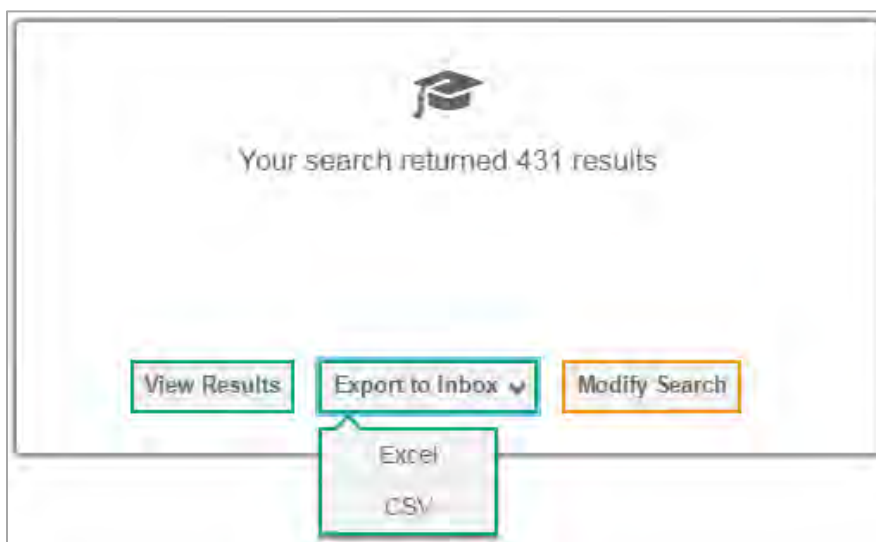 Your search returned 431 results
View Results Export to Inbox Modify Search
Excel
CSV